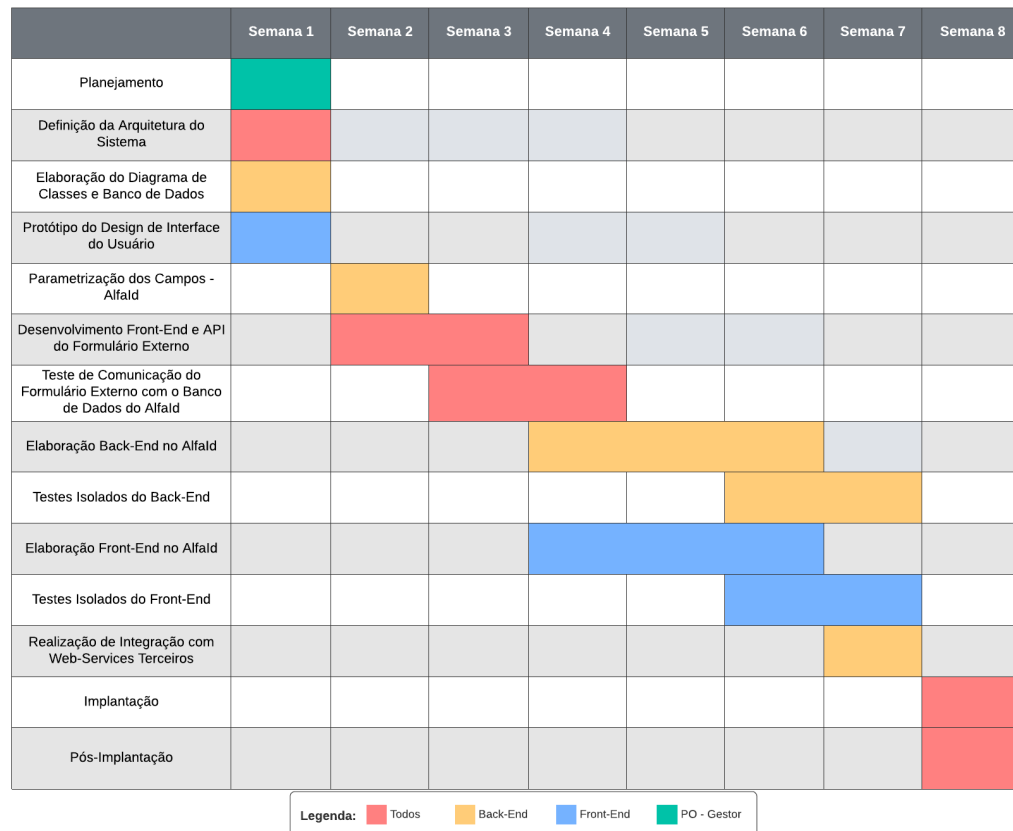 Semana 1 Semana 2 Semana 3 Semana 4 Semana 5 Semana 6 Semana 7 Semana 8
Planejamento
Definição da Arquitetura do
Sistema
Elaboração do Diagrama de
Classes e Banco de Dados
Protótipo do Design de Interface
do Usuário
Parametrização dos Campos -
AlfaId
Desenvolvimento Front-End e API
do Formulário Externo
Teste de Comunicação do
Formulário Externo com o Banco
de Dados do AlfaId
Elaboração Back-End no AlfaId
Testes Isolados do Back-End
Elaboração Front-End no AlfaId
Testes Isolados do Front-End
Realização de Integração com
Web-Services Terceiros
Implantação
Pós-Implantação
Legenda: Todos Back-End Front-End PO - Gestor